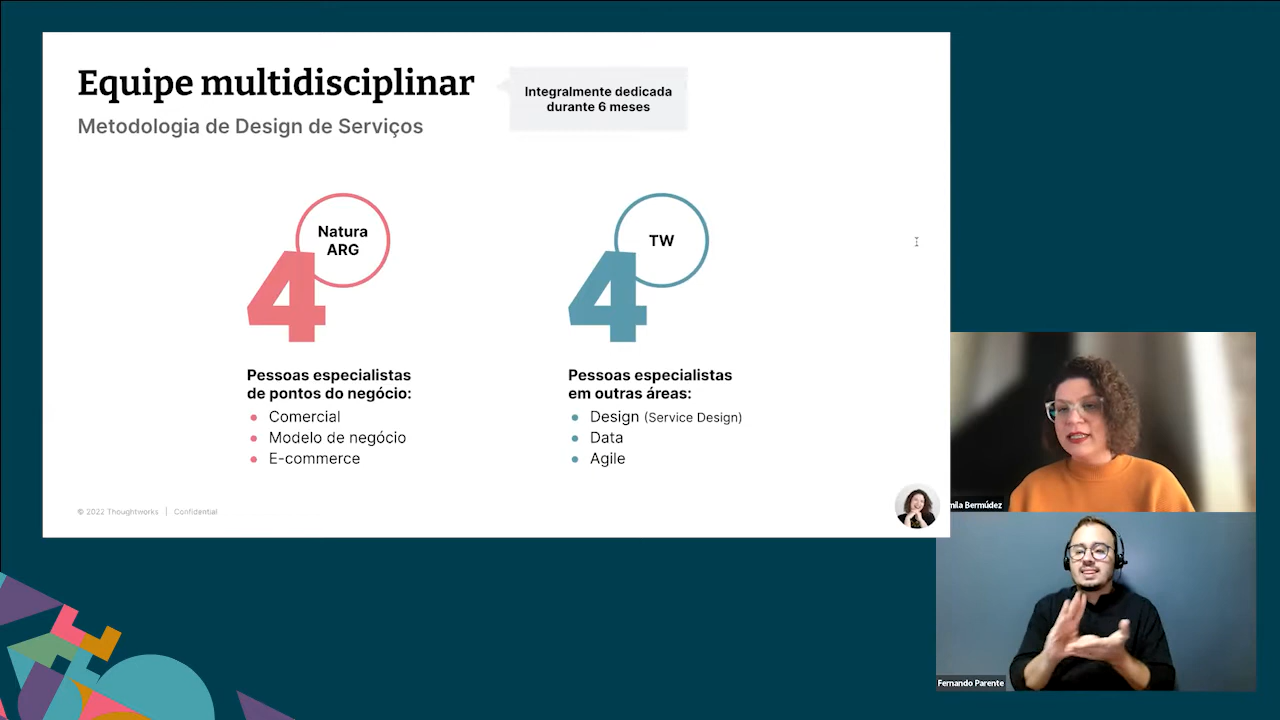 Equipe multidisciplinar
Integralmente dedicada
durante 6 meses
Metodologia de Design de Serviços
Natura
ARG
4
Pessoas especialistas
de pontos do negócio:
Comercial
Modelo de negócio
E-commerce
TW
4
Pessoas especialistas
em outras áreas:
Design (Service Design)
Data
Agile
© 2022 Thoughtworks | Confidential
mila Bermúdez
Fernando Parente